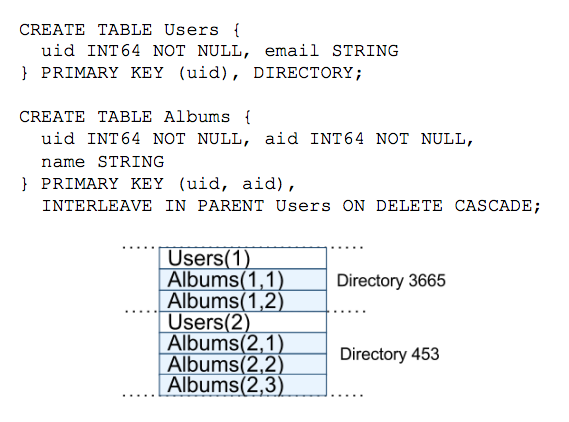 CREATE TABLE Users {
uid INT64 NOT NULL, email STRING
} PRIMARY KEY (uid), DIRECTORY;
CREATE TABLE Albums {
uid INT64 NOT NULL, aid INT64 NOT NULL,
name STRING
} PRIMARY KEY (uid, aid),
INTERLEAVE IN PARENT Users ON DELETE CASCADE;
Users(1)
Albums(1,1)
Directory 3665
Albums(1,2)
Users(2)
Albums(2,1)
Directory 453
Albums(2,2)
Albums(2,3)